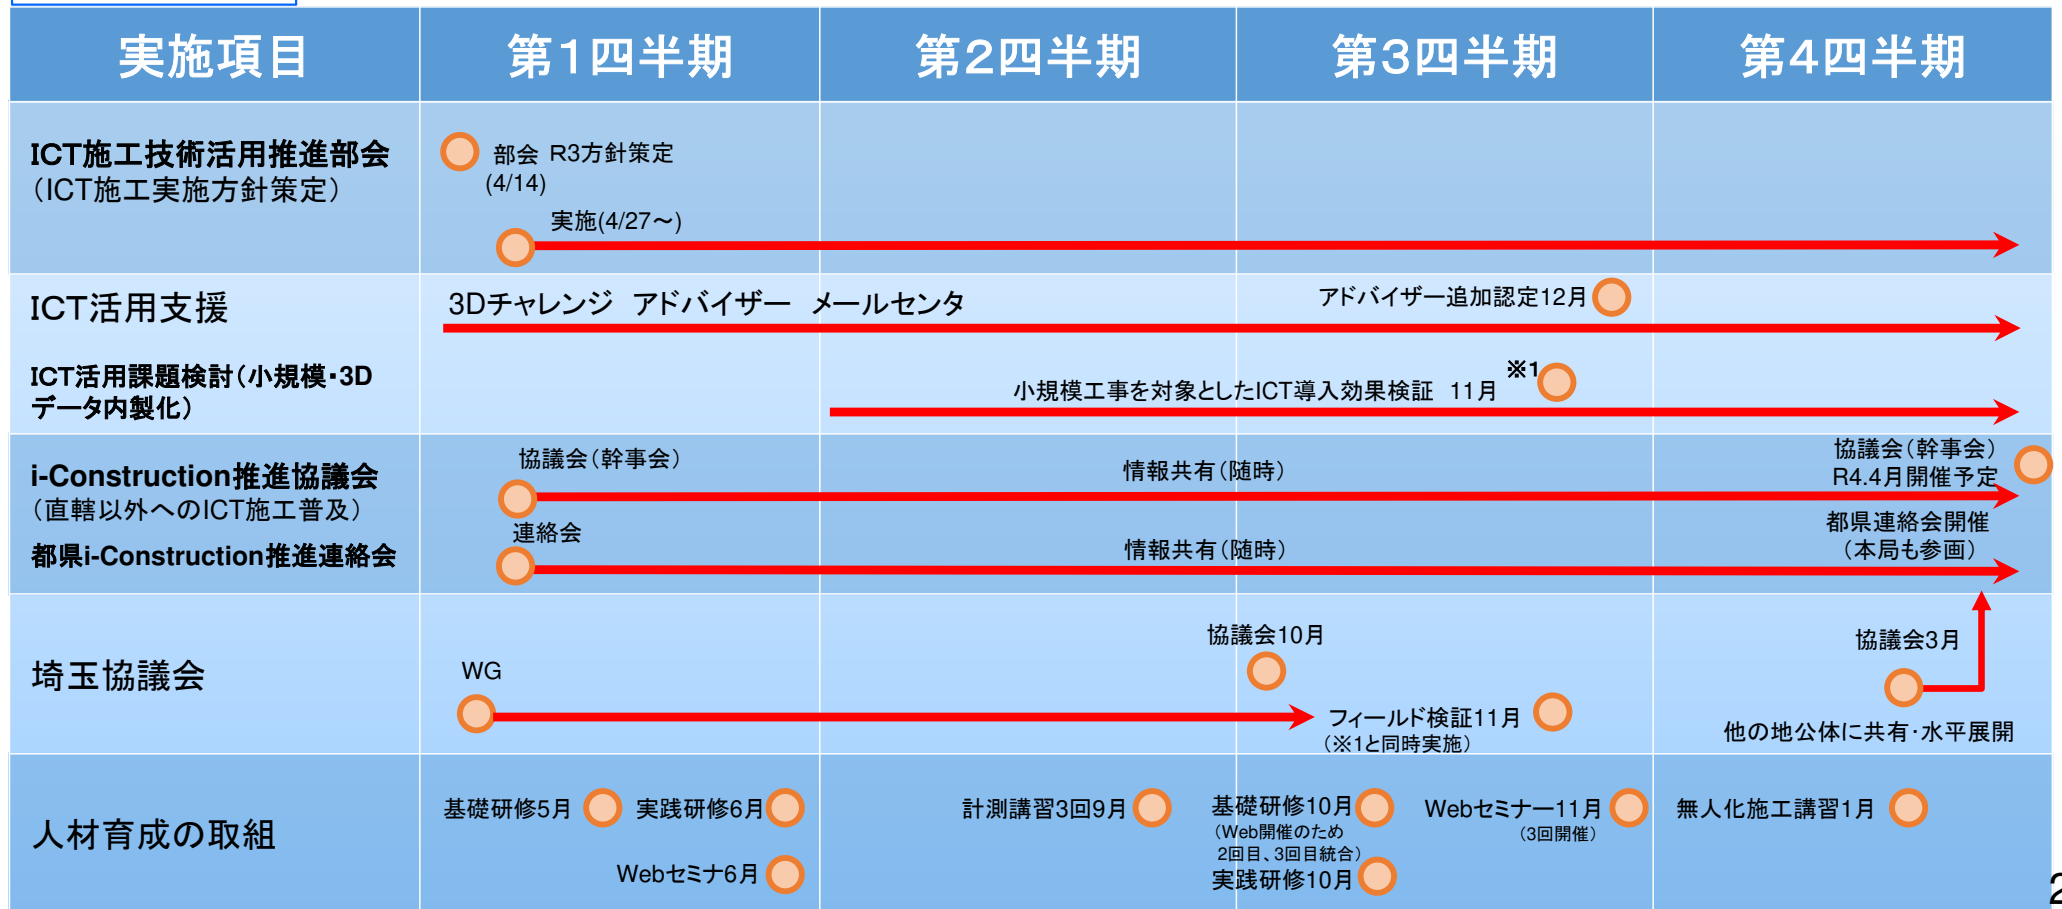 実施項目
第1四半期
第2四半期
第3四半期
第4四半期
ICT施工技術活用推進部会
（ICT施工実施方針策定）
部会 R3方針策定
(4/14)
実施(4/27～)
ICT活用支援
3Dチャレンジ　アドバイザー　メールセンタ
アドバイザー追加認定12月
ICT活用課題検討（小規模・3D
データ内製化）
※1
小規模工事を対象としたICT導入効果検証　11月
i-Construction推進協議会
（直轄以外へのICT施工普及）
協議会（幹事会）
情報共有（随時）
協議会（幹事会）
R4.4月開催予定
都県i-Construction推進連絡会
連絡会
情報共有（随時）
都県連絡会開催
（本局も参画）
埼玉協議会
WG
協議会10月
フィールド検証11月
（※1と同時実施）
協議会3月
他の地公体に共有・水平展開
人材育成の取組
基礎研修5月
実践研修6月
Webセミナ6月
計測講習3回9月
基礎研修10月
（Web開催のため
2回目、3回目統合）
実践研修10月
Webセミナー11月
（3回開催）
無人化施工講習1月